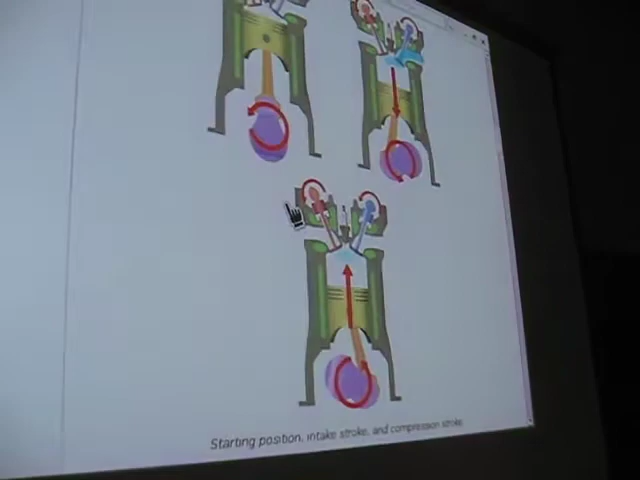 Starting position, intake stroke, and compression stroke